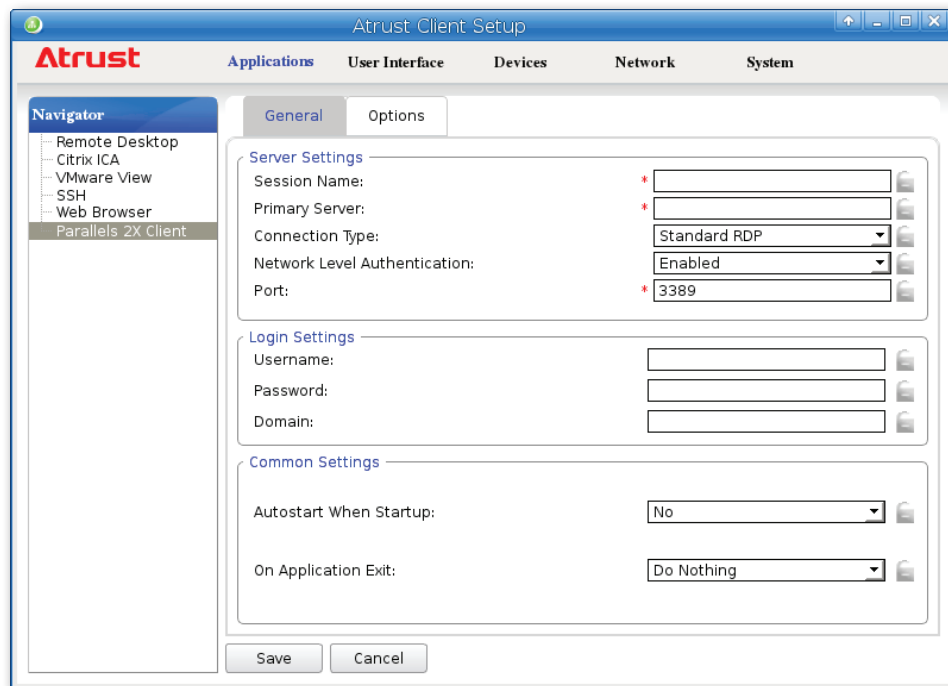 Atrust Client Setup
Atrust
Applications User Interface Devices Network System
Navigator
Remote Desktop
Citrix ICA
VMware View
SSH
Web Browser
Parallels 2X Client
General Options
Server Settings
Session Name: *
Primary Server: *
Connection Type: Standard RDP
Network Level Authentication: Enabled
Port: * 3389
Login Settings
Username:
Password:
Domain:
Common Settings
Autostart When Startup: No
On Application Exit: Do Nothing
Save Cancel